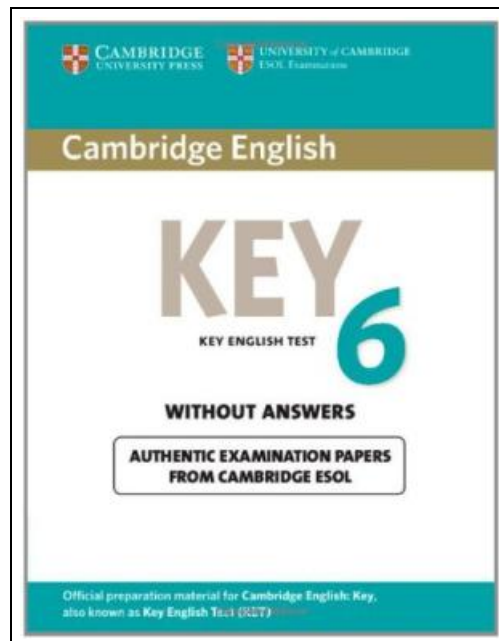 CAMBRIDGE
UNIVERSITY PRESS
UNIVERSITY of CAMBRIDGE
ESOL Examinations
Cambridge English
KEY
6
KEY ENGLISH TEST
WITHOUT ANSWERS
AUTHENTIC EXAMINATION PAPERS
FROM CAMBRIDGE ESOL
Official preparation material for Cambridge English: Key,
also known as Key English Test (KET)